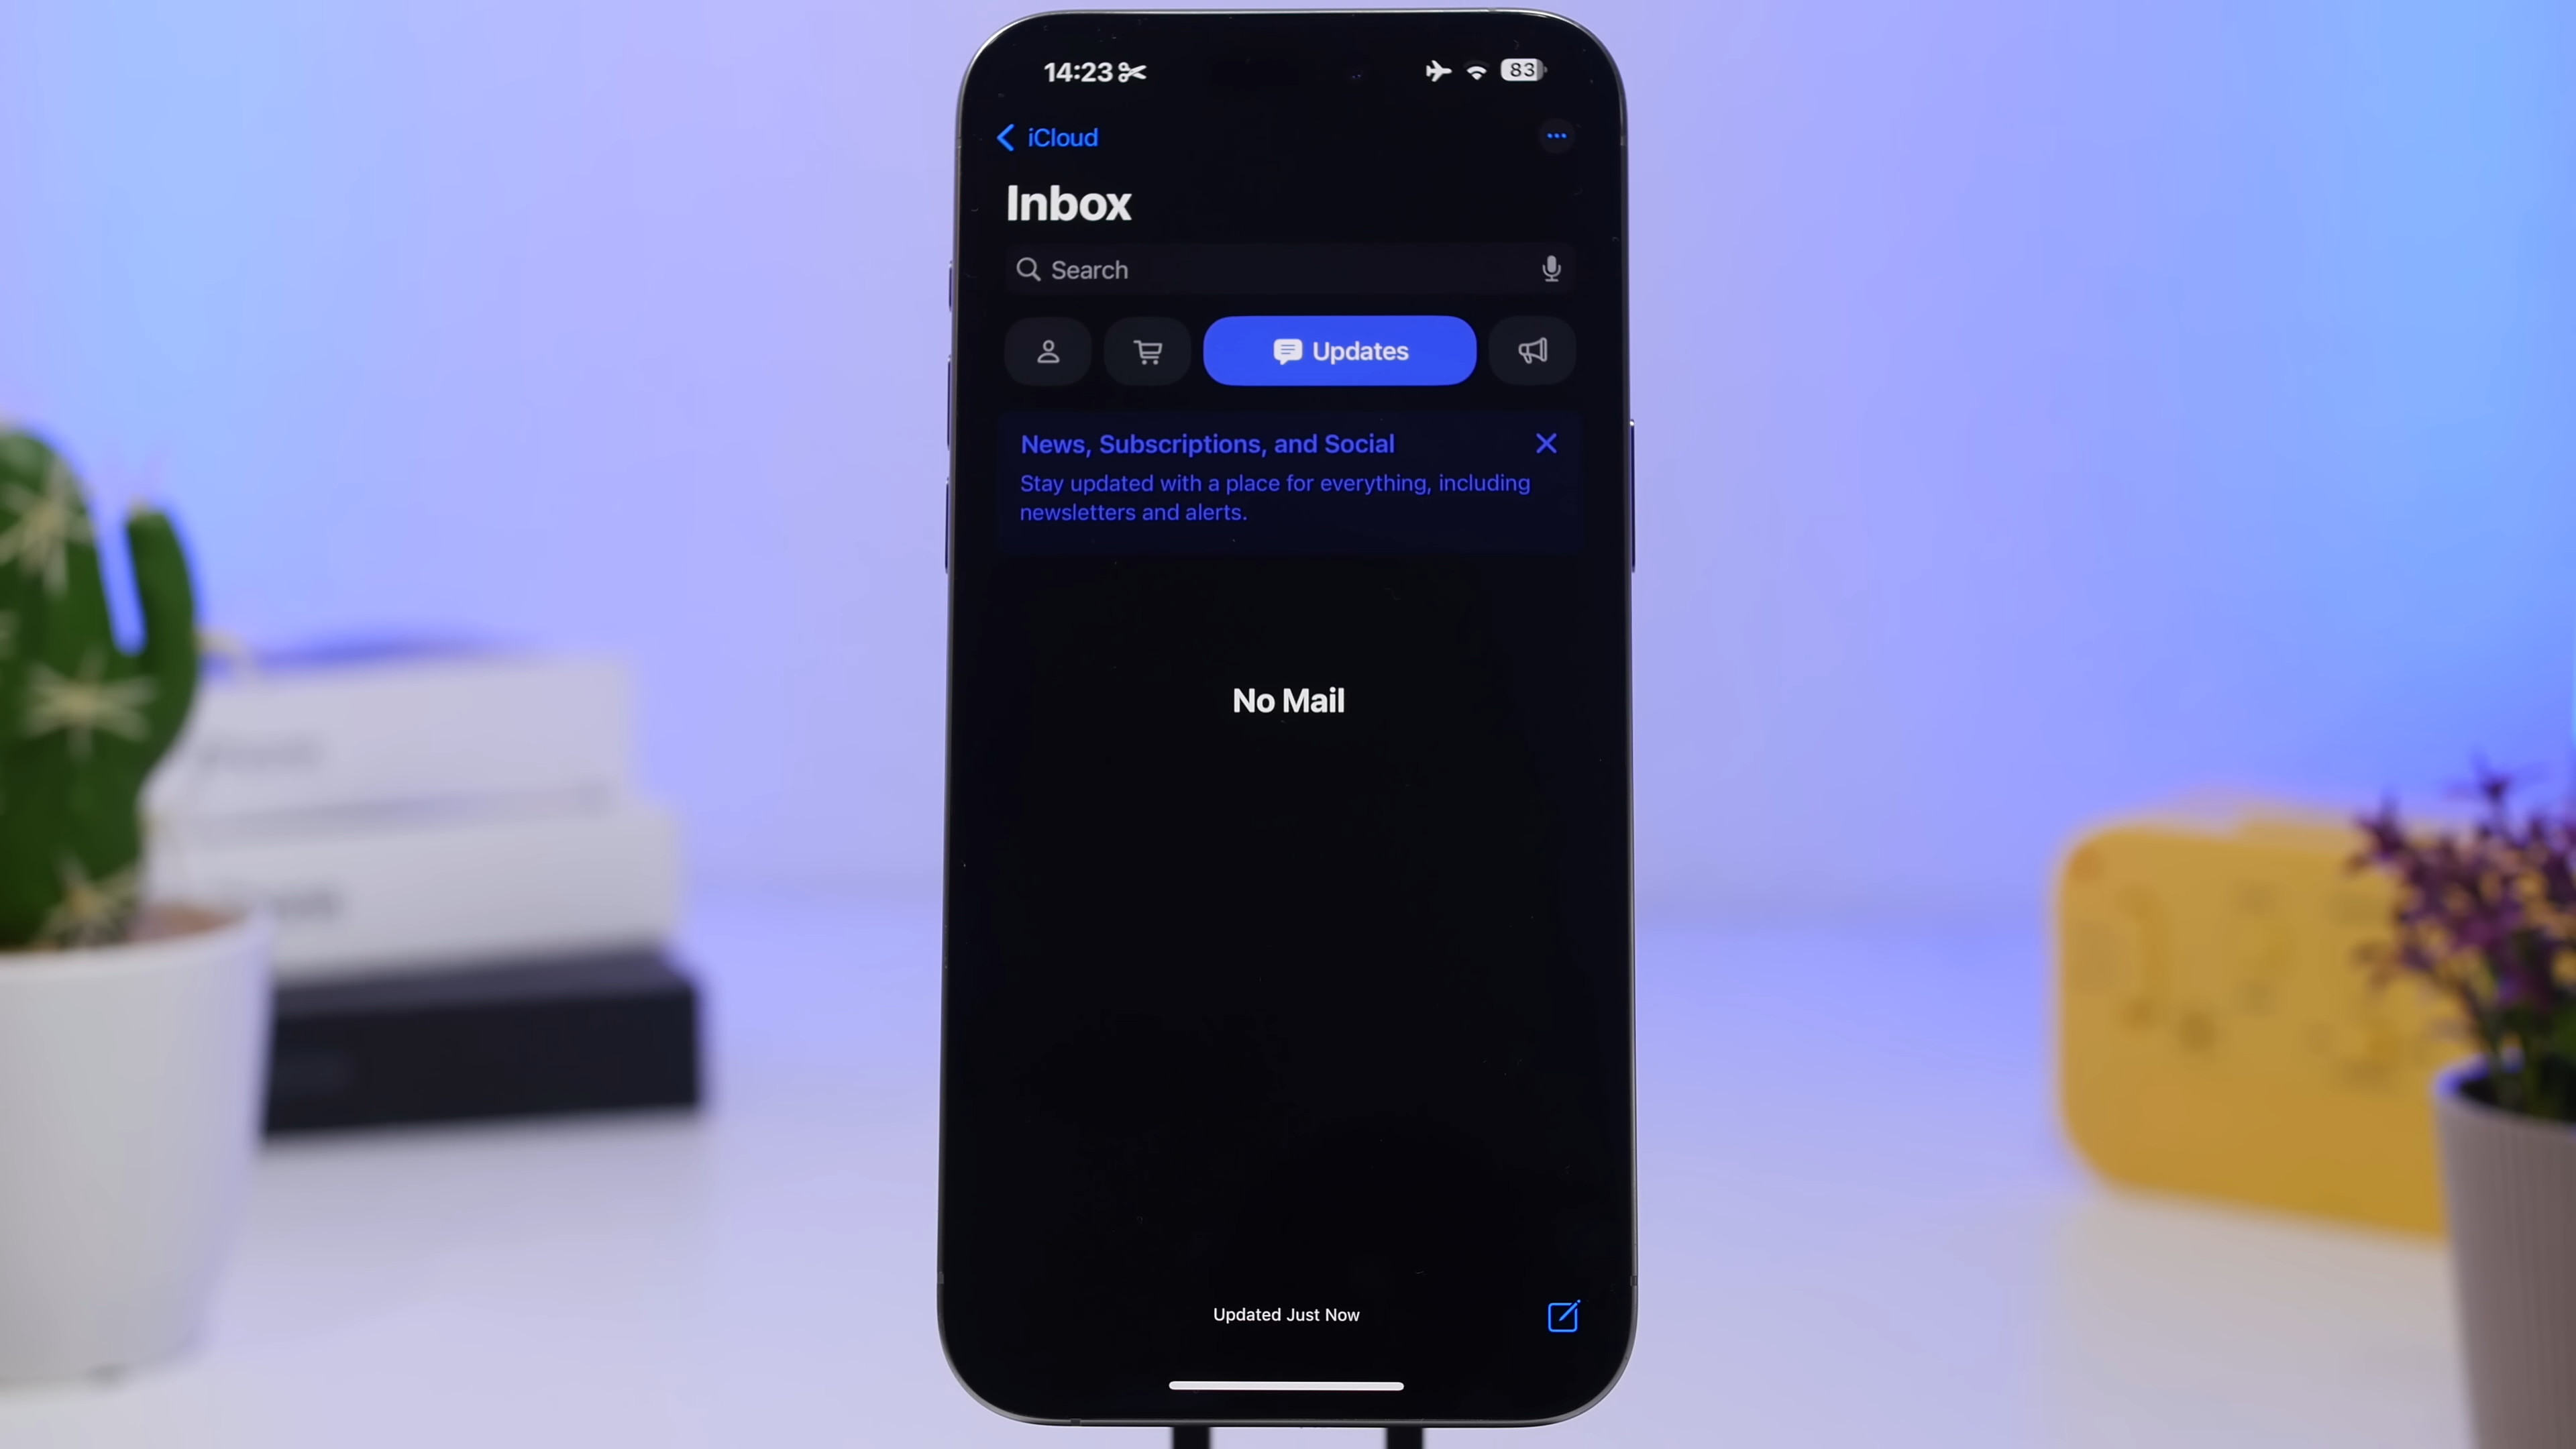 14:23
83
iCloud
Inbox
Search
Updates
News, Subscriptions, and Social
Stay updated with a place for everything, including
newsletters and alerts.
No Mail
Updated Just Now